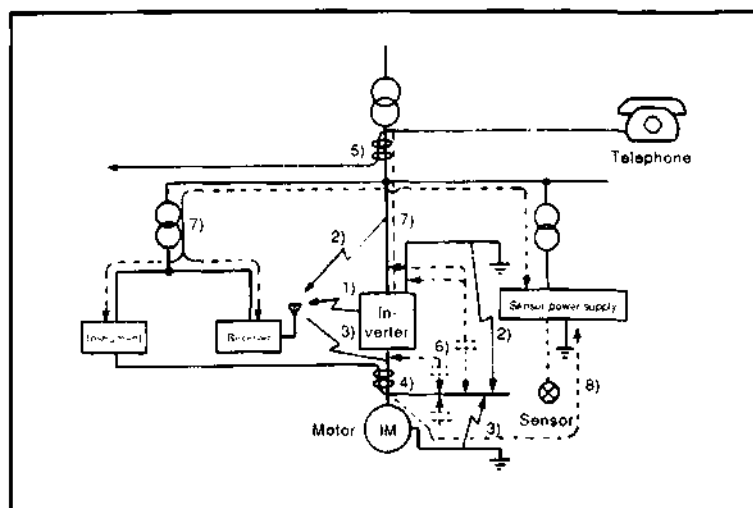 5)
Telephone
7)
2)
7)
1)
In-
verter
Sensor power supply
Instrument
Receiver
3)
6)
2)
4)
8)
Sensor
Motor
IM
3)